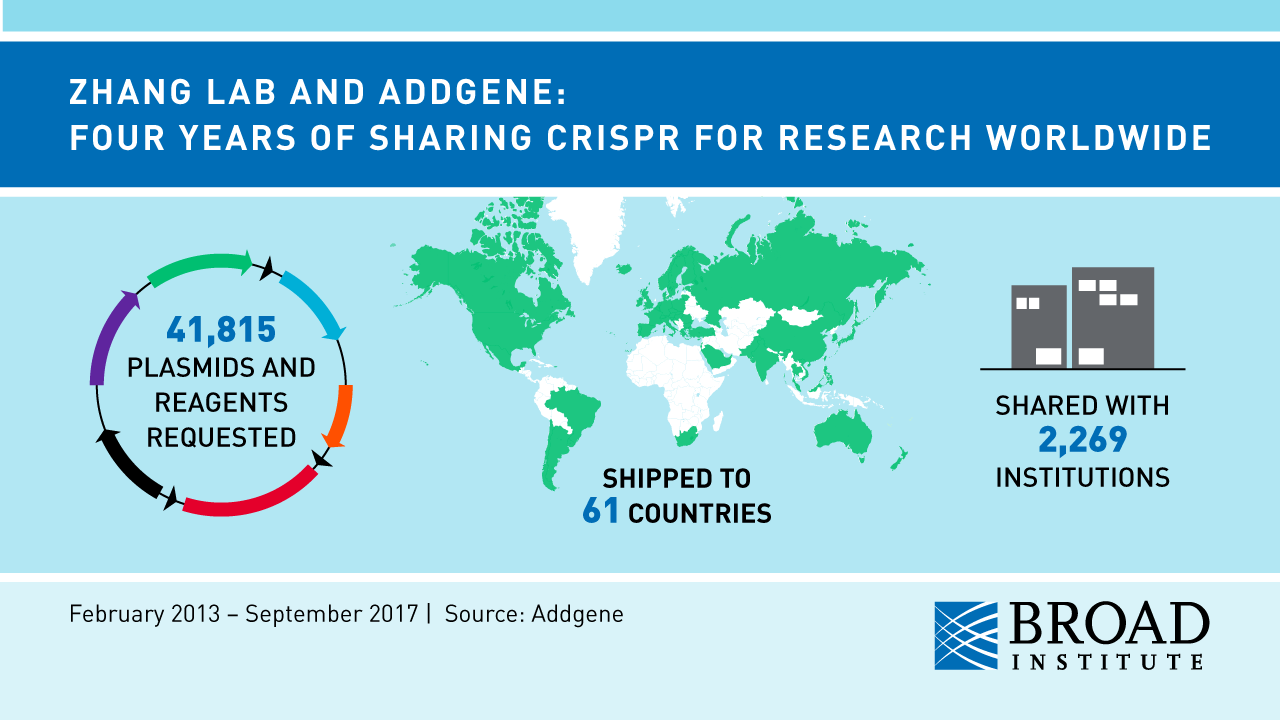 ZHANG LAB AND ADDGENE:
FOUR YEARS OF SHARING CRISPR FOR RESEARCH WORLDWIDE
41,815
PLASMIDS AND
REAGENTS
REQUESTED
SHIPPED TO
61 COUNTRIES
SHARED WITH
2,269
INSTITUTIONS
February 2013 – September 2017 | Source: Addgene
BROAD
INSTITUTE